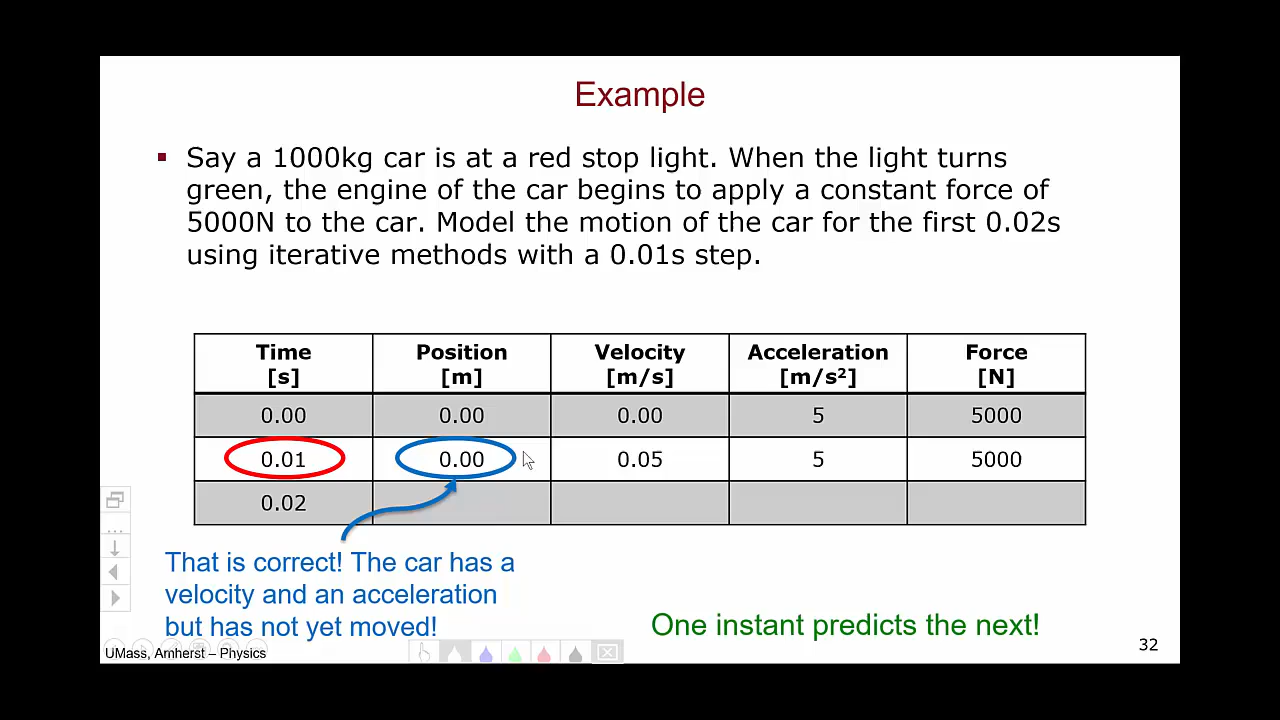 Example
▪ Say a 1000kg car is at a red stop light. When the light turns
green, the engine of the car begins to apply a constant force of
5000N to the car. Model the motion of the car for the first 0.02s
using iterative methods with a 0.01s step.
Time [s] Position [m] Velocity [m/s] Acceleration [m/s²] Force [N]
0.00 0.00 0.00 5 5000
0.01 0.00 0.05 5 5000
0.02
That is correct! The car has a
velocity and an acceleration
but has not yet moved!
One instant predicts the next!
UMass, Amherst – Physics
32